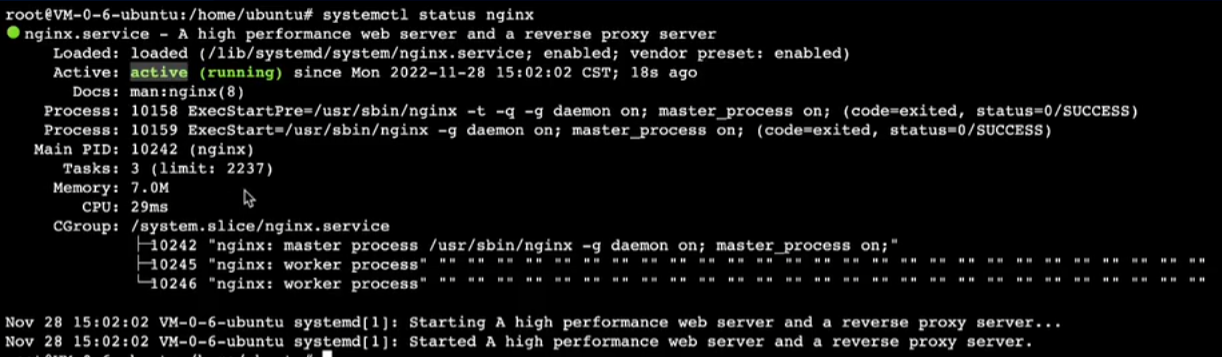 root@VM-0-6-ubuntu:/home/ubuntu# systemctl status nginx
● nginx.service - A high performance web server and a reverse proxy server
Loaded: loaded (/lib/systemd/system/nginx.service; enabled; vendor preset: enabled)
Active: active (running) since Mon 2022-11-28 15:02:02 CST; 18s ago
Docs: man:nginx(8)
Process: 10158 ExecStartPre=/usr/sbin/nginx -t -q -g daemon on; master_process on; (code=exited, status=0/SUCCESS)
Process: 10159 ExecStart=/usr/sbin/nginx -g daemon on; master_process on; (code=exited, status=0/SUCCESS)
Main PID: 10242 (nginx)
Tasks: 3 (limit: 2237)
Memory: 7.0M
CPU: 29ms
CGroup: /system.slice/nginx.service
├─10242 "nginx: master process /usr/sbin/nginx -g daemon on; master_process on;"
├─10245 "nginx: worker process" "" "" "" "" "" "" "" "" "" "" "" "" "" "" "" "" "" "" "" "" "" "" "" "" "" "" ""
└─10246 "nginx: worker process" "" "" "" "" "" "" "" "" "" "" "" "" "" "" "" "" "" "" "" "" "" "" "" "" "" "" ""
Nov 28 15:02:02 VM-0-6-ubuntu systemd[1]: Starting A high performance web server and a reverse proxy server...
Nov 28 15:02:02 VM-0-6-ubuntu systemd[1]: Started A high performance web server and a reverse proxy server.